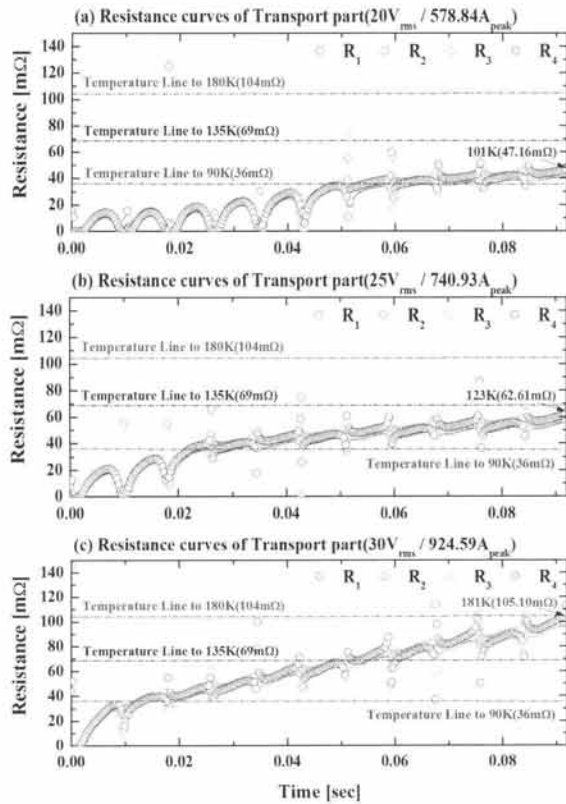 (a) Resistance curves of Transport part(20Vrms / 578.84Apeak)
R1 R2 R3 R4
140
120
Temperature Line to 180K(104mΩ)
100
80
Temperature Line to 135K(69mΩ)
60
101K(47.16mΩ)
Temperature Line to 90K(36mΩ)
40
20
0
Resistance [mΩ]
0.00 0.02 0.04 0.06 0.08
(b) Resistance curves of Transport part(25Vrms / 740.93Apeak)
R1 R2 R3 R4
140
120
Temperature Line to 180K(104mΩ)
100
80
Temperature Line to 135K(69mΩ) 123K(62.61mΩ)
60
40
Temperature Line to 90K(36mΩ)
20
0
Resistance [mΩ]
0.00 0.02 0.04 0.06 0.08
(c) Resistance curves of Transport part(30Vrms / 924.59Apeak)
R1 R2 R3 R4
140
120
Temperature Line to 180K(104mΩ) 181K(105.10mΩ)
100
80
Temperature Line to 135K(69mΩ)
60
40
Temperature Line to 90K(36mΩ)
20
0
Resistance [mΩ]
0.00 0.02 0.04 0.06 0.08
Time [sec]